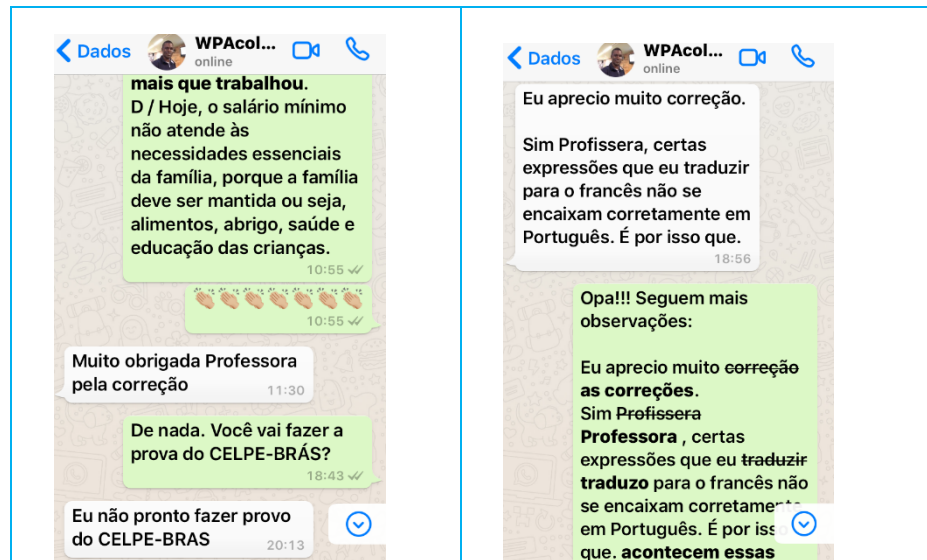 Dados
WPAcol...
online
mais que trabalhou.
D / Hoje, o salário mínimo
não atende às
necessidades essenciais
da família, porque a família
deve ser mantida ou seja,
alimentos, abrigo, saúde e
educação das crianças.
10:55
👏🏼👏🏼👏🏼👏🏼👏🏼👏🏼👏🏼
10:55
Muito obrigada Professora
pela correção
11:30
De nada. Você vai fazer a
prova do CELPE-BRÁS?
18:43
Eu não pronto fazer provo
do CELPE-BRAS
20:13
Dados
WPAcol...
online
Eu aprecio muito correção.
Sim Profissera, certas
expressões que eu traduzir
para o francês não se
encaixam corretamente em
Português. É por isso que.
18:56
Opa!!! Seguem mais
observações:
Eu aprecio muito correção
as correções.
Sim Profissera
Professora , certas
expressões que eu traduzir
traduzo para o francês não
se encaixam corretamente
em Português. É por isso
que. acontecem essas